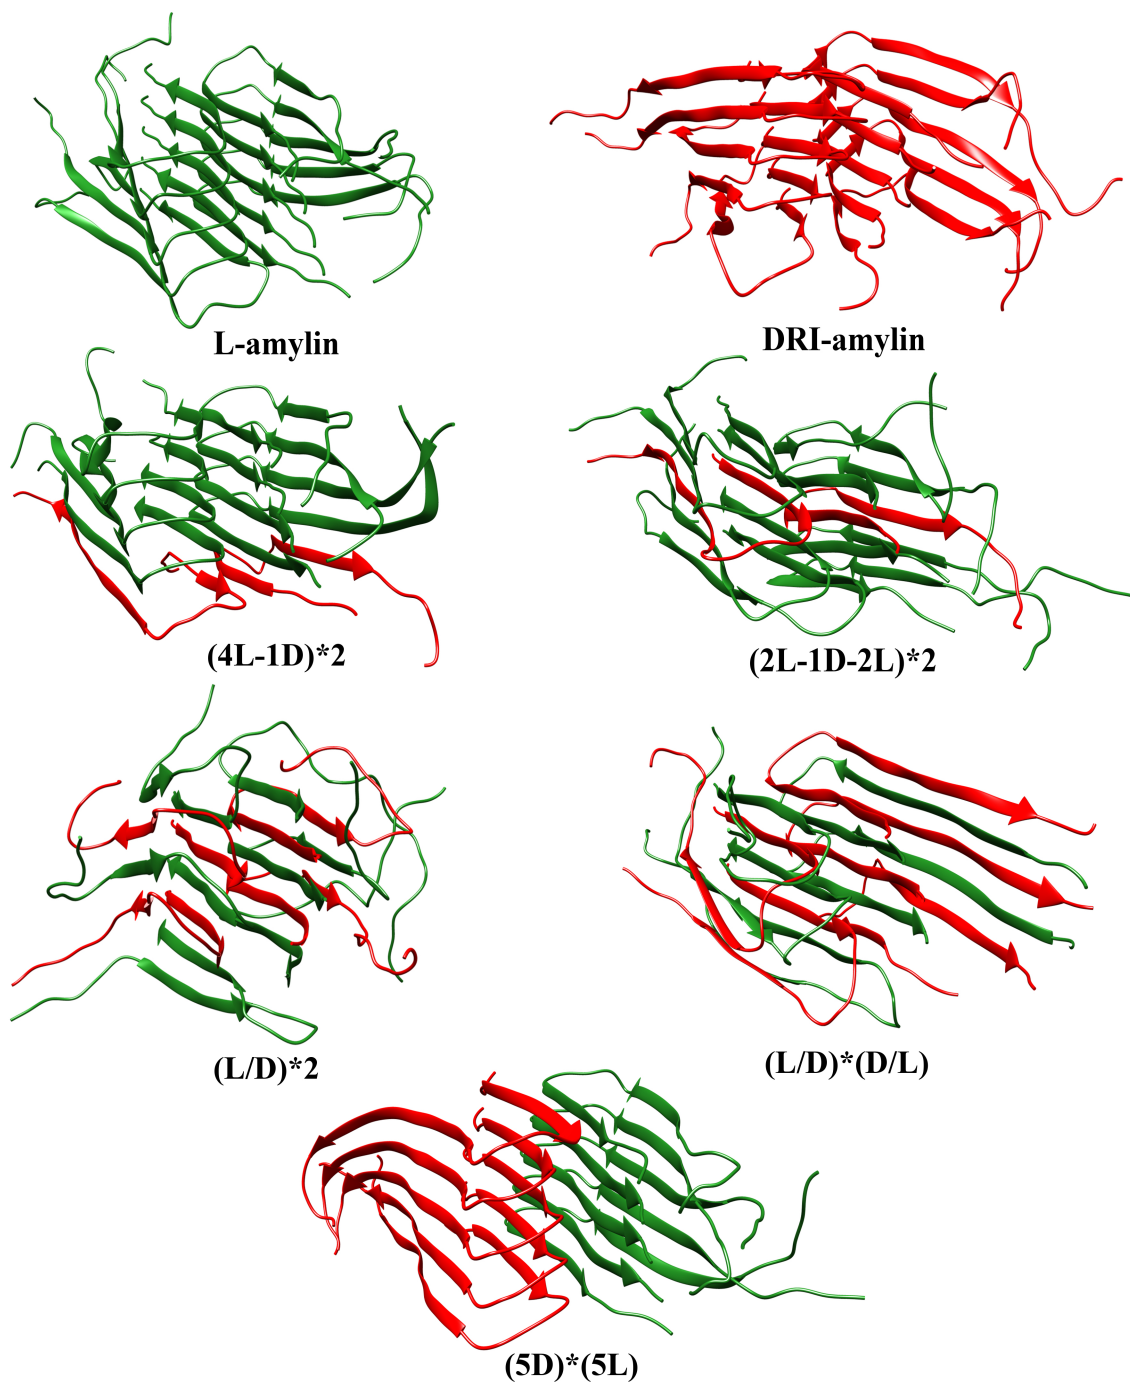 L-amylin
DRI-amylin
(4L-1D)*2
(2L-1D-2L)*2
(L/D)*2
(L/D)*(D/L)
(5D)*(5L)